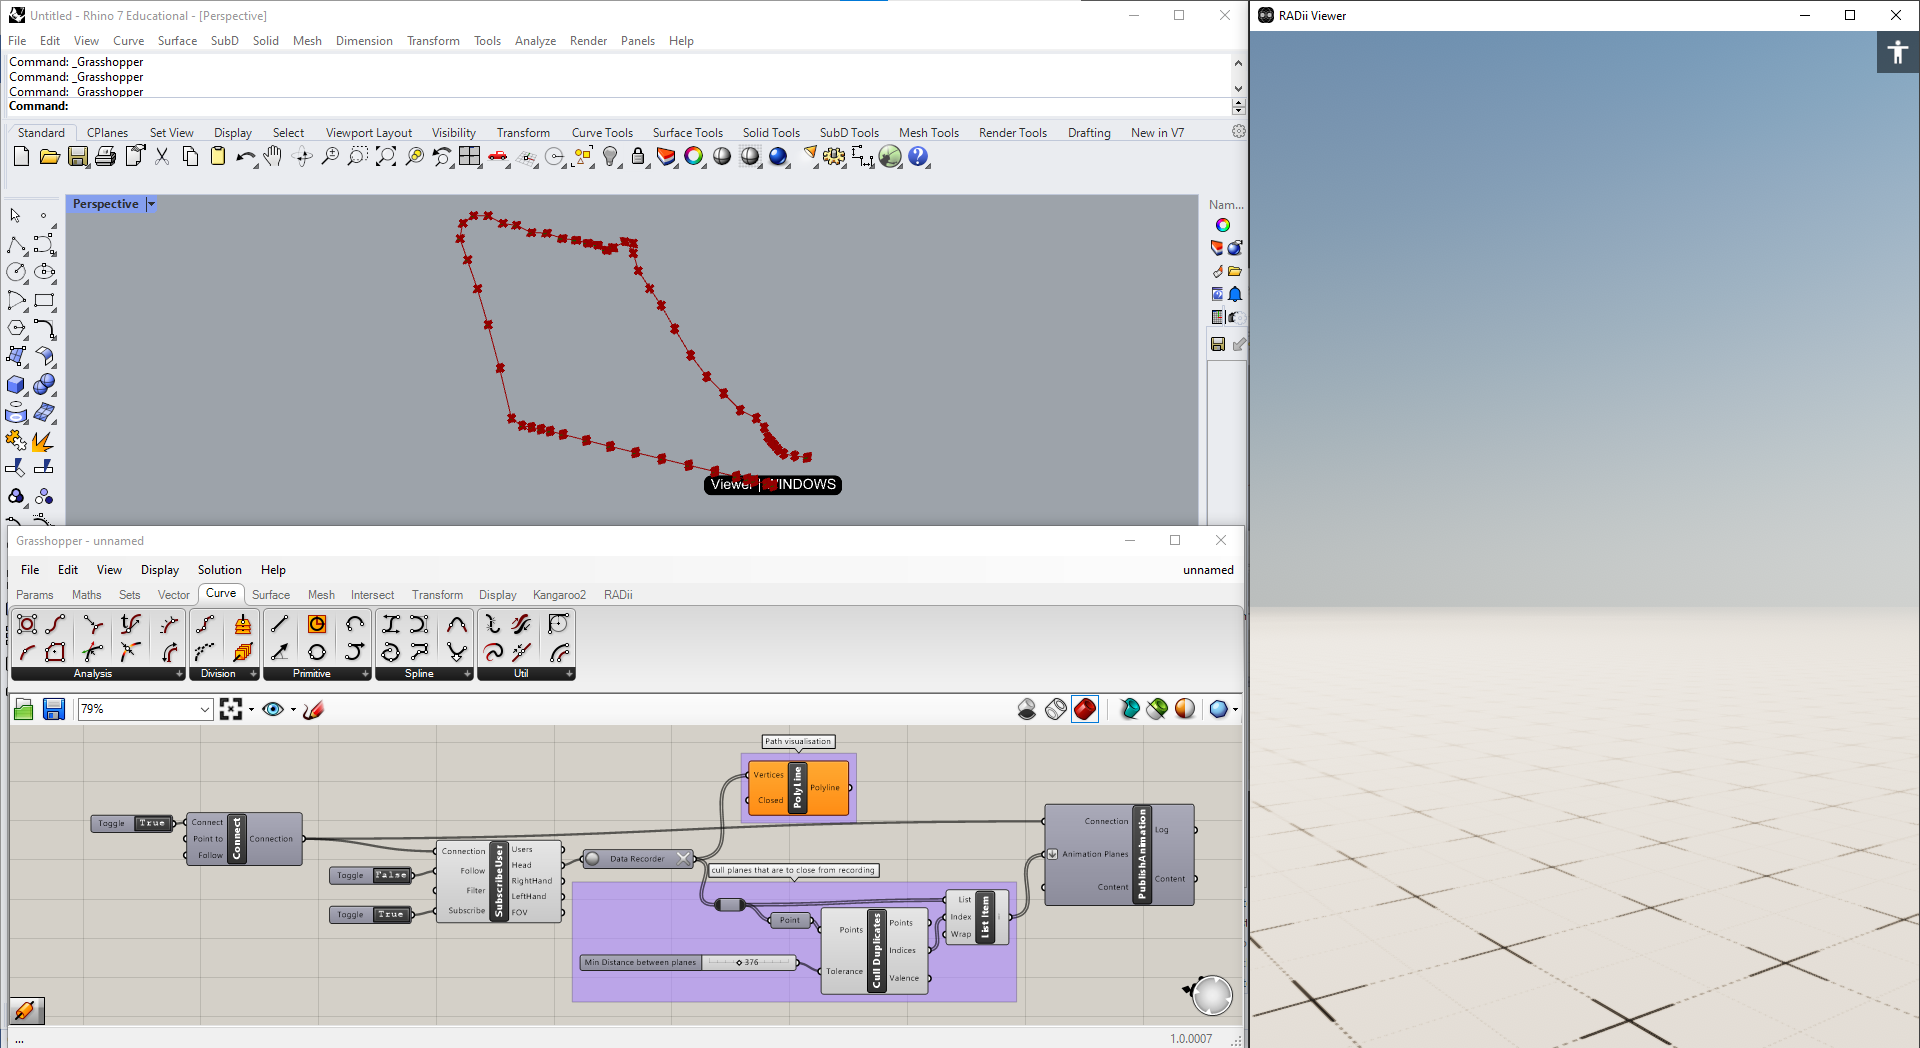 Untitled - Rhino 7 Educational - [Perspective]
File Edit View Curve Surface SubD Solid Mesh Dimension Transform Tools Analyze Render Panels Help
Command: _Grasshopper
Command: _Grasshopper
Command: _Grasshopper
Command:
Standard CPlanes Set View Display Select Viewport Layout Visibility Transform Curve Tools Surface Tools Solid Tools SubD Tools Mesh Tools Render Tools Drafting New in V7
Perspective
Nam...
Viewer | WINDOWS
Grasshopper - unnamed
File Edit View Display Solution Help
unnamed
Params Maths Sets Vector Curve Surface Mesh Intersect Transform Display Kangaroo2 RADii
Analysis Division Primitive Spline Util
79%
Path visualisation
Vertices
Closed
PolyLine
Polyline
Toggle True
Connect
Point to
Follow
Connect
Connection
Toggle False
Toggle True
Connection
Follow
Filter
Subscribe
SubscribeUser
Users
Head
RightHand
LeftHand
FOV
Data Recorder
cull planes that are to close from recording
Point
Min Distance between planes 376
Points
Tolerance
Cull Duplicates
Points
Indices
Valence
List
Index
Wrap
List Item
i
Connection
Animation Planes
Content
PublishAnimation
Log
Content
...
1.0.0007
RADii Viewer